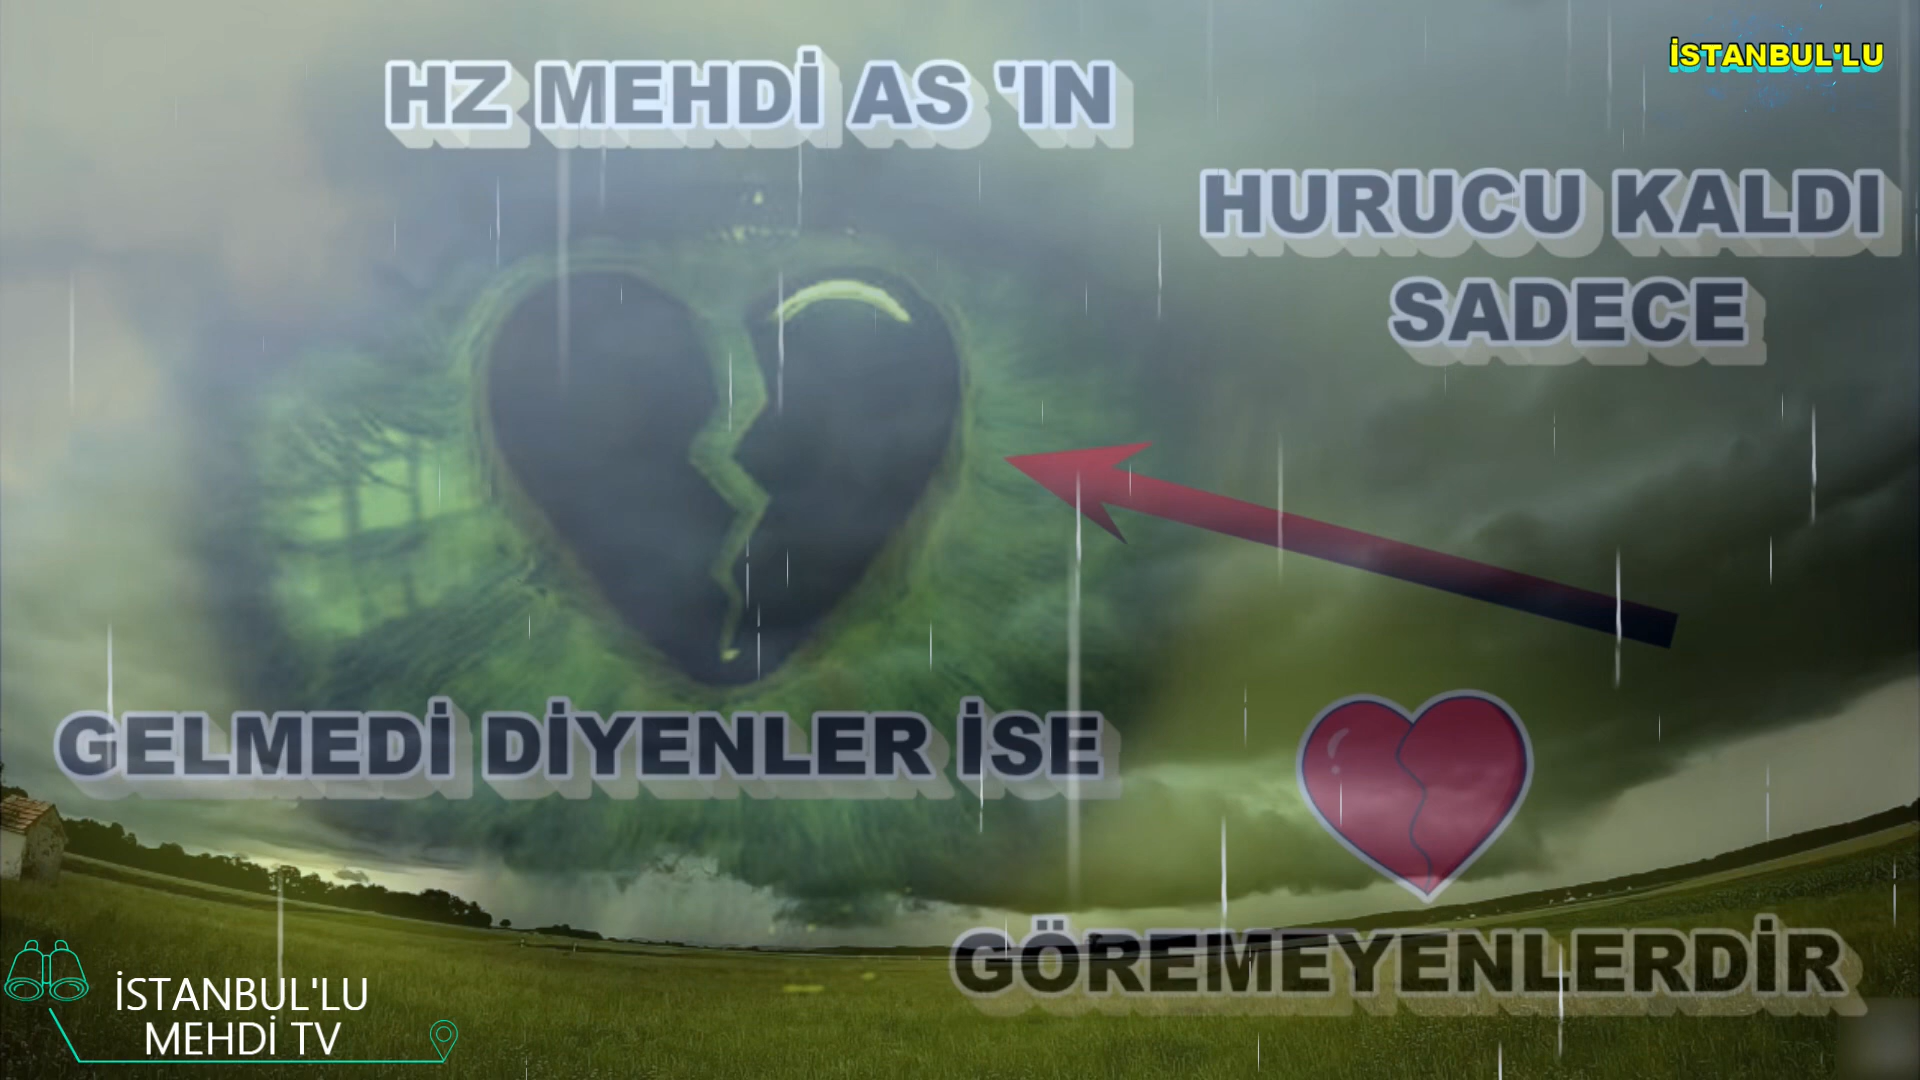 İSTANBUL'LU
HZ MEHDİ AS 'IN
HURUCU KALDI
SADECE
GELMEDİ DİYENLER İSE
GÖREMEYENLERDİR
İSTANBUL'LU
MEHDİ TV